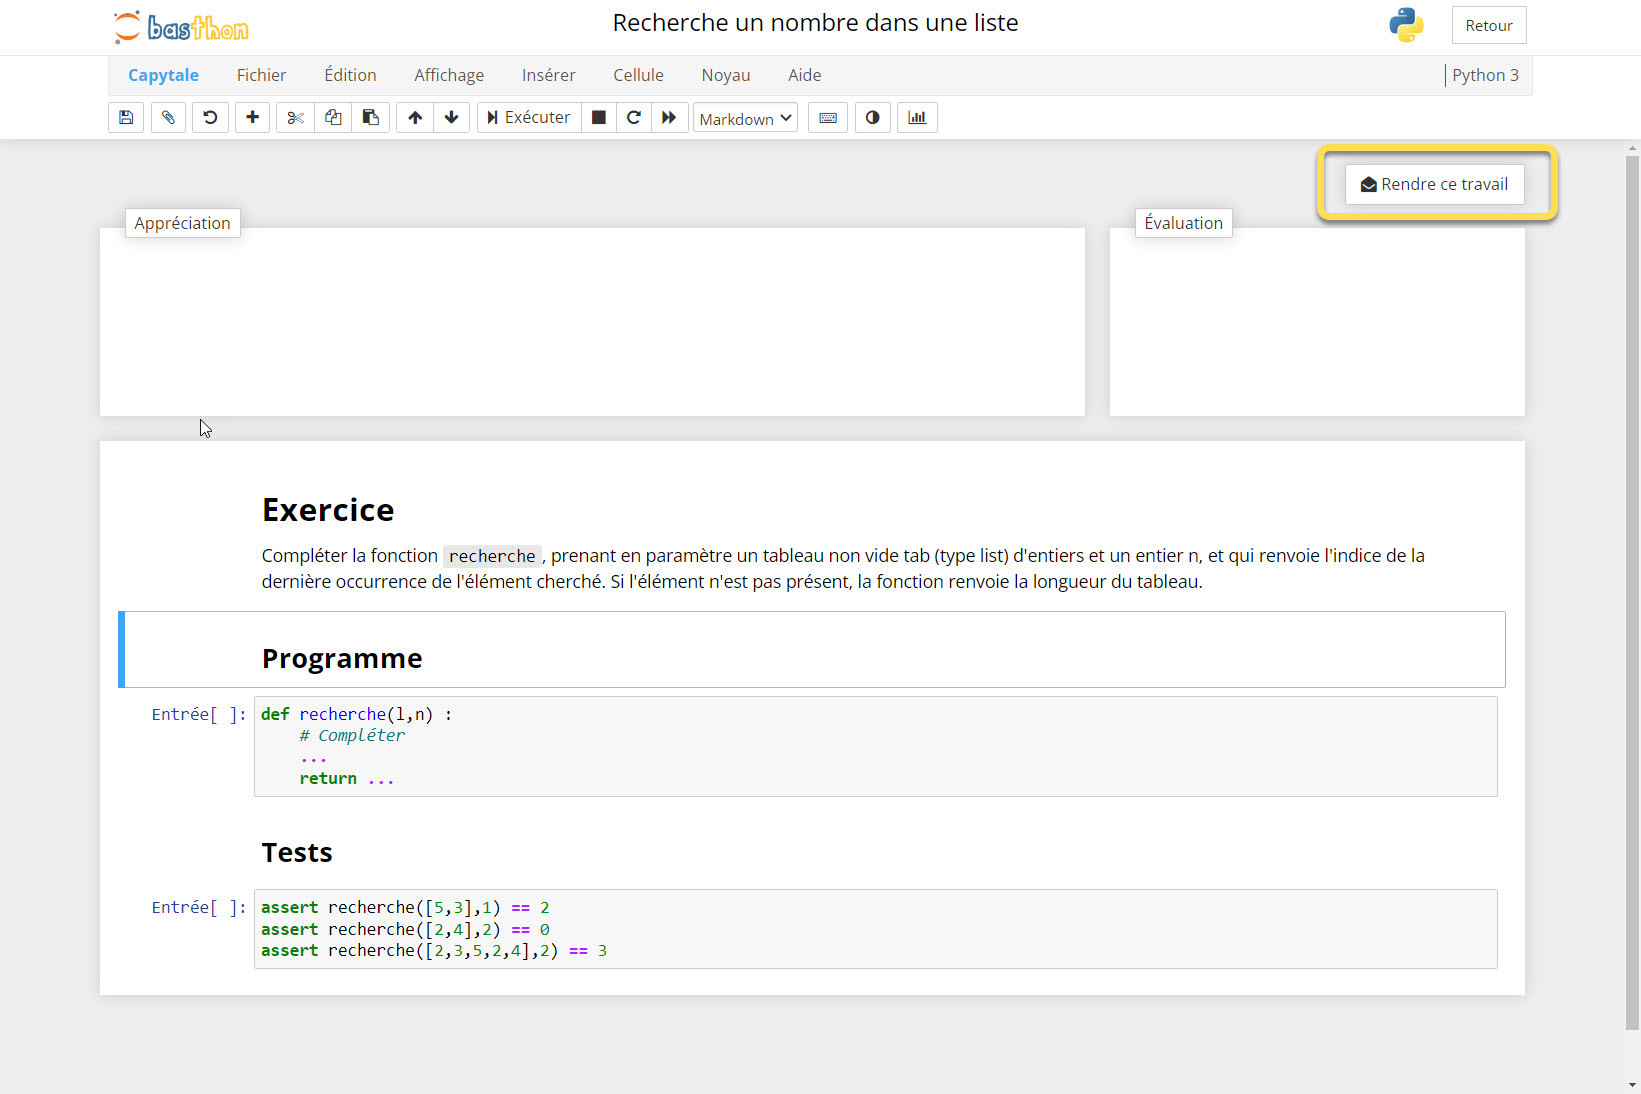 basthon
Recherche un nombre dans une liste
Retour
Capytale Fichier Édition Affichage Insérer Cellule Noyau Aide Python 3
Exécuter Markdown
Rendre ce travail
Appréciation Évaluation
Exercice
Compléter la fonction recherche , prenant en paramètre un tableau non vide tab (type list) d'entiers et un entier n, et qui renvoie l'indice de la
dernière occurrence de l'élément cherché. Si l'élément n'est pas présent, la fonction renvoie la longueur du tableau.
Programme
Entrée[ ]: def recherche(l,n) :
# Compléter
...
return ...
Tests
Entrée[ ]: assert recherche([5,3],1) == 2
assert recherche([2,4],2) == 0
assert recherche([2,3,5,2,4],2) == 3